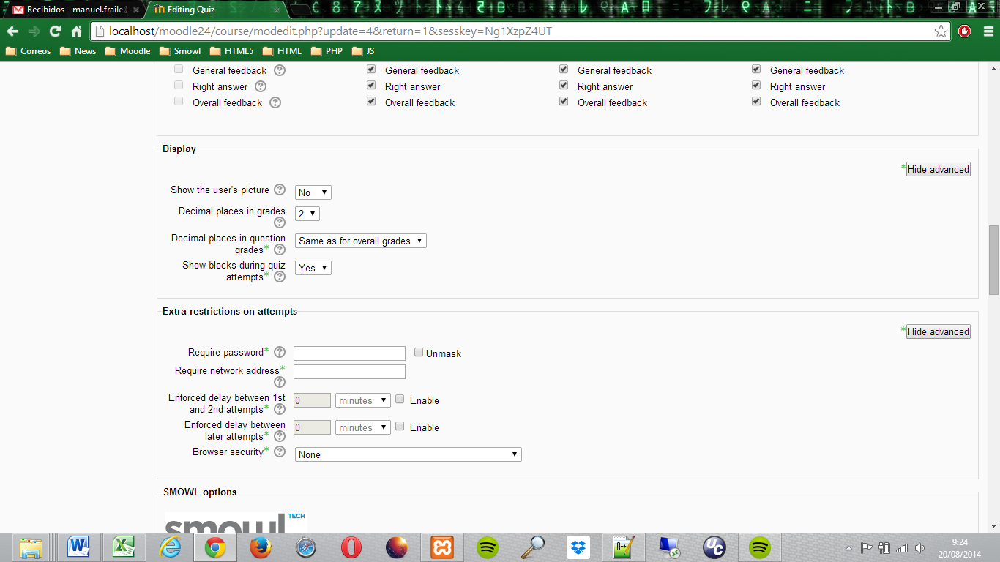 Recibidos - manuel.fraile@
Editing Quiz
localhost/moodle24/course/modedit.php?update=4&return=1&sesskey=Ng1XzpZ4UT
Correos News Moodle Smowl HTML5 HTML PHP JS
General feedback General feedback General feedback General feedback
Right answer Right answer Right answer Right answer
Overall feedback Overall feedback Overall feedback Overall feedback
Display
*Hide advanced
Show the user's picture No
Decimal places in grades 2
Decimal places in question
grades* Same as for overall grades
Show blocks during quiz
attempts* Yes
Extra restrictions on attempts
*Hide advanced
Require password* Unmask
Require network address*
Enforced delay between 1st
and 2nd attempts* 0 minutes Enable
Enforced delay between
later attempts* 0 minutes Enable
Browser security* None
SMOWL options
smowl TECH
9:24
20/08/2014